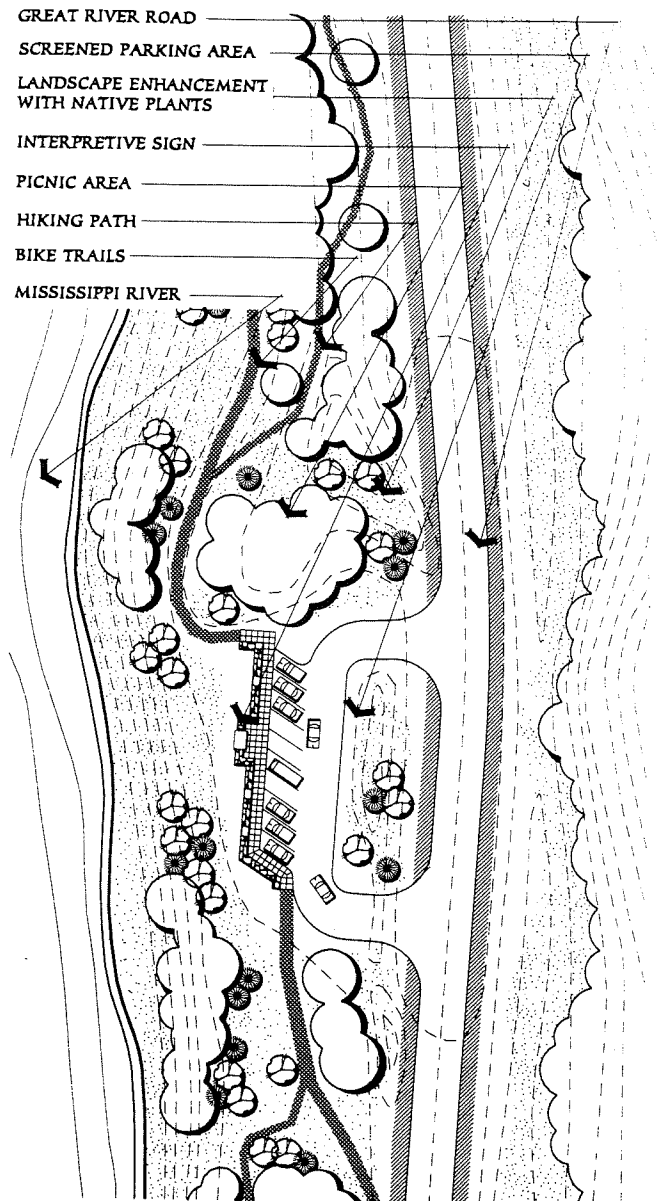 GREAT RIVER ROAD
SCREENED PARKING AREA
LANDSCAPE ENHANCEMENT
WITH NATIVE PLANTS
INTERPRETIVE SIGN
PICNIC AREA
HIKING PATH
BIKE TRAILS
MISSISSIPPI RIVER